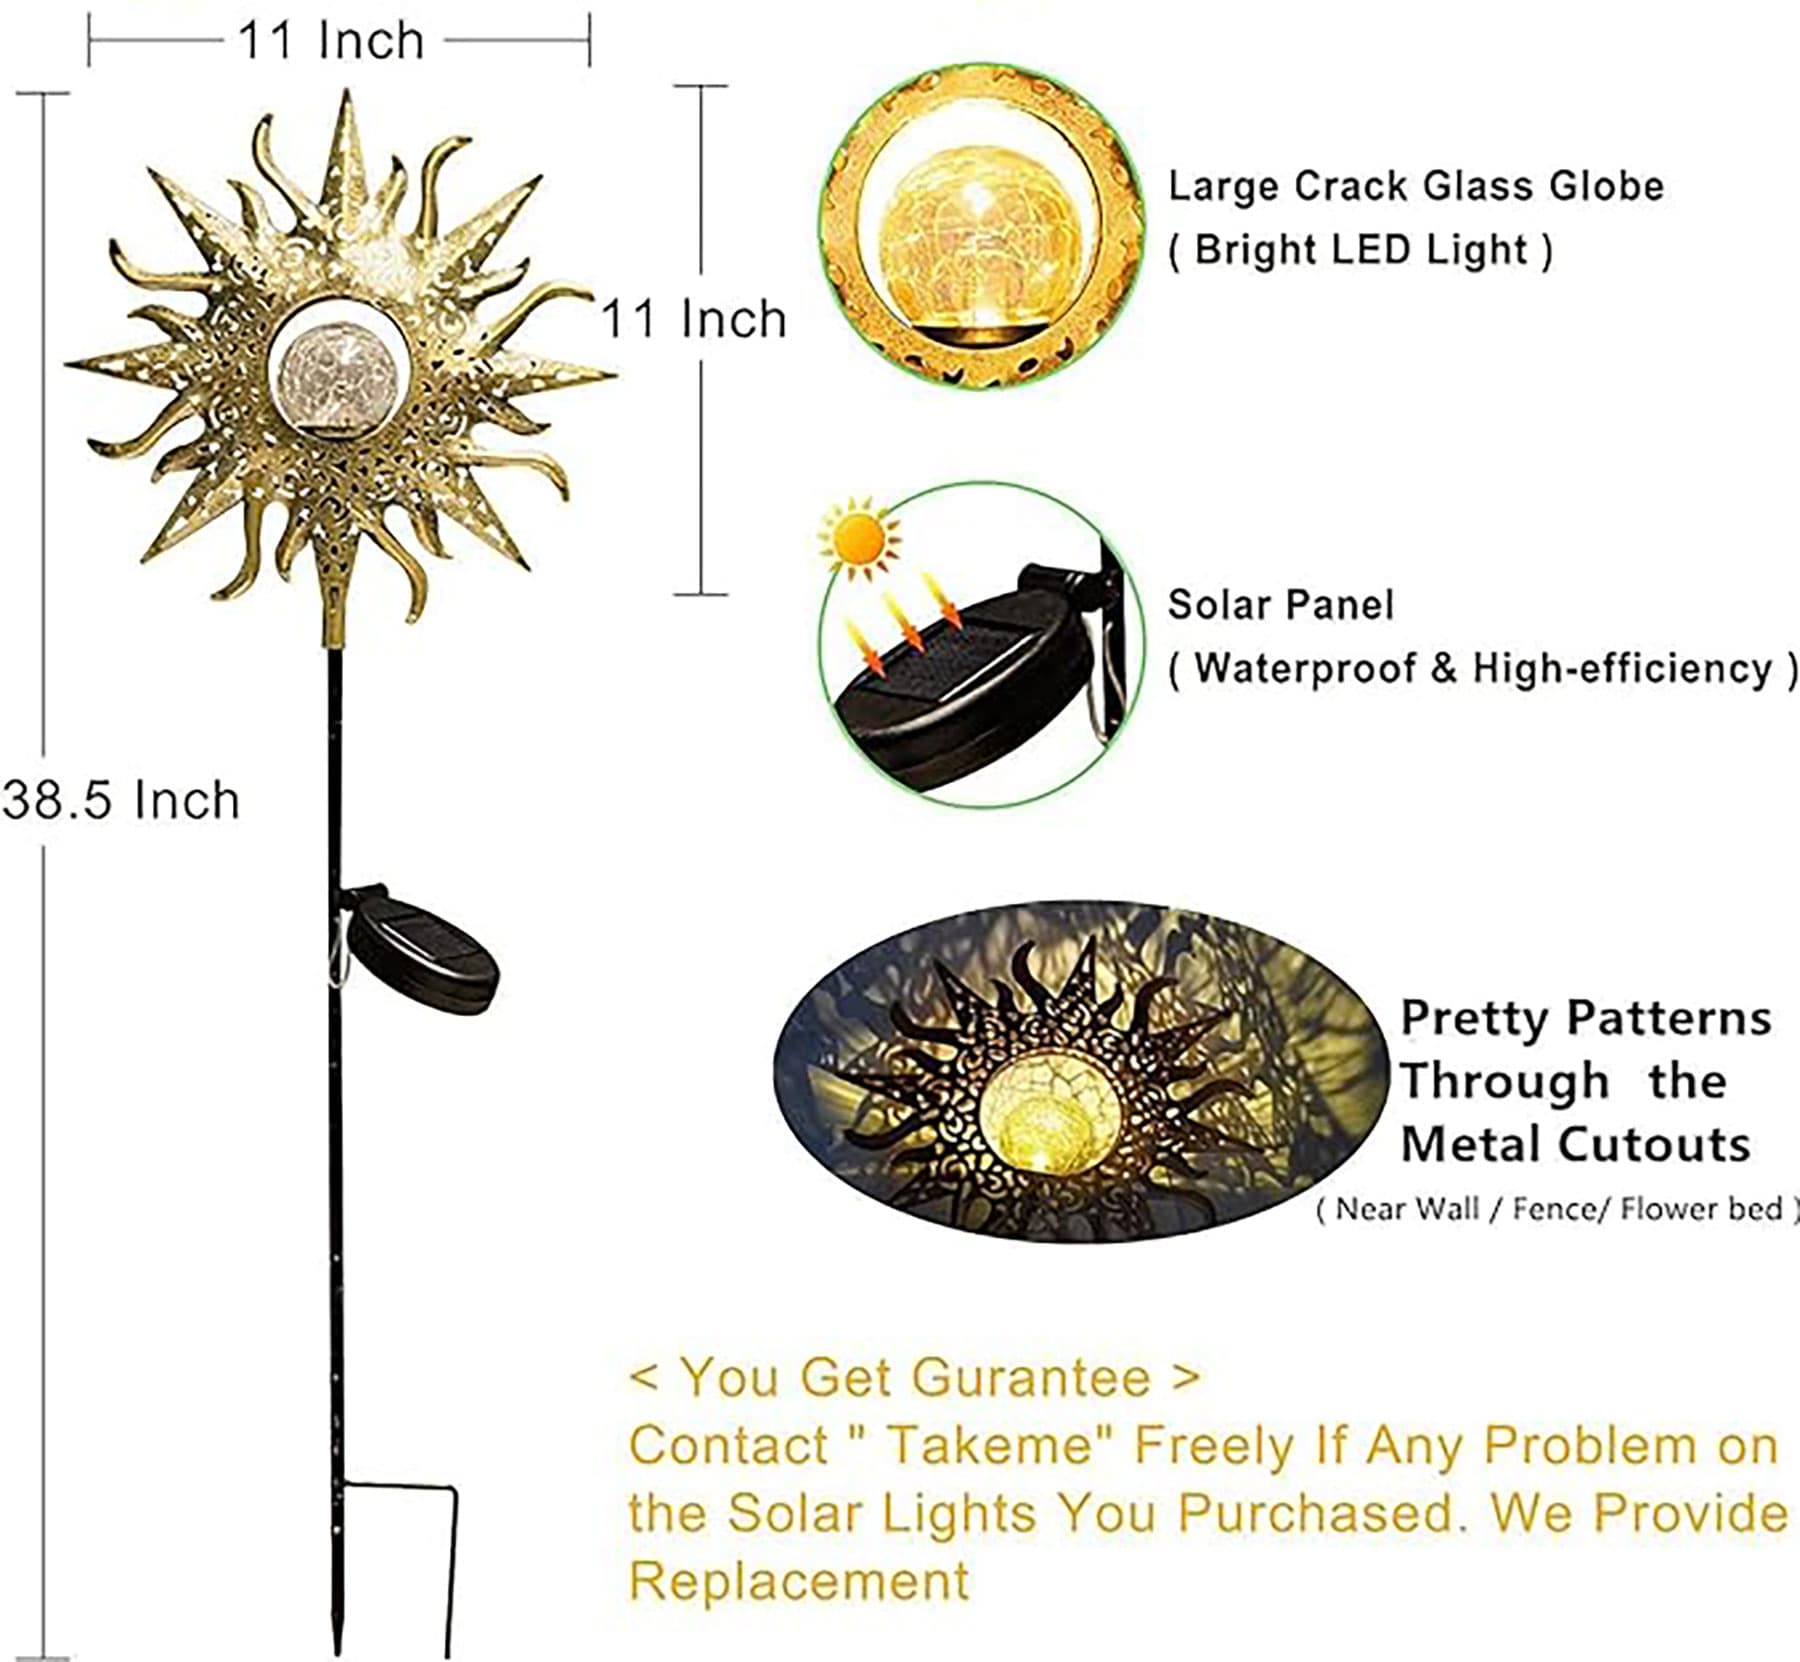 11 Inch
11 Inch
38.5 Inch
Large Crack Glass Globe
( Bright LED Light )
Solar Panel
( Waterproof & High-efficiency )
Pretty Patterns
Through the
Metal Cutouts
( Near Wall / Fence/ Flower bed )
< You Get Gurantee >
Contact " Takeme" Freely If Any Problem on
the Solar Lights You Purchased. We Provide
Replacement